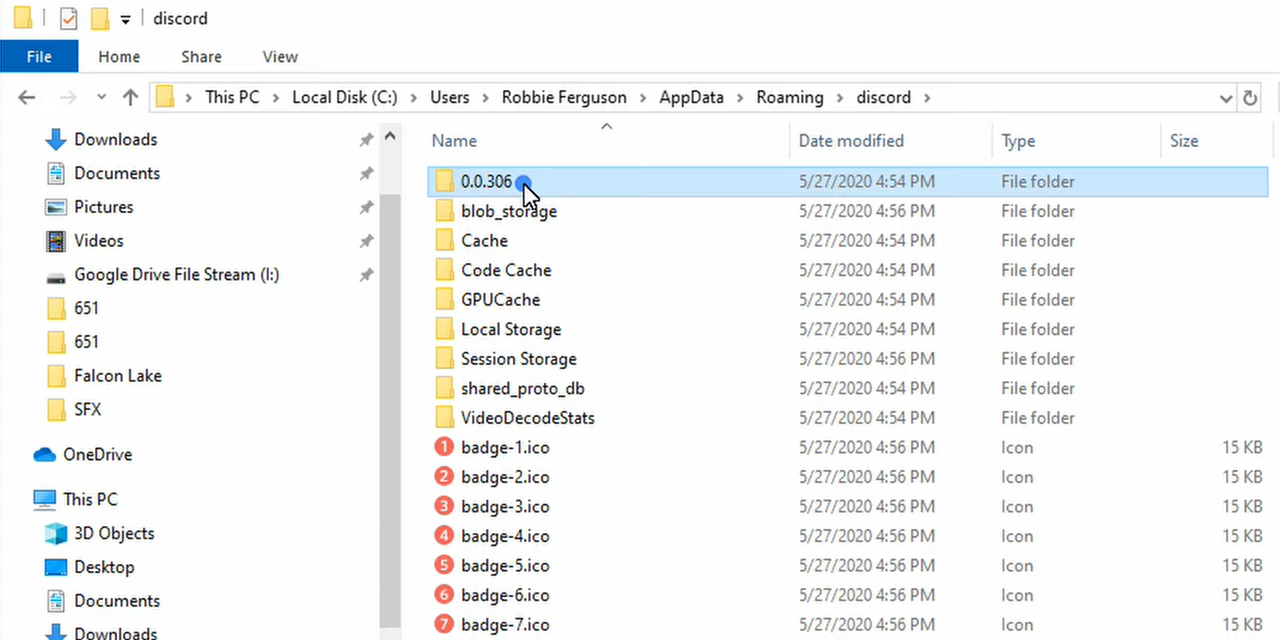 discord
File Home Share View
This PC Local Disk (C:) Users Robbie Ferguson AppData Roaming discord
Downloads
Documents
Pictures
Videos
Google Drive File Stream (I:)
651
651
Falcon Lake
SFX
OneDrive
This PC
3D Objects
Desktop
Documents
Downloads
Name Date modified Type Size
0.0.306 5/27/2020 4:54 PM File folder
blob_storage 5/27/2020 4:56 PM File folder
Cache 5/27/2020 4:54 PM File folder
Code Cache 5/27/2020 4:54 PM File folder
GPUCache 5/27/2020 4:54 PM File folder
Local Storage 5/27/2020 4:54 PM File folder
Session Storage 5/27/2020 4:56 PM File folder
shared_proto_db 5/27/2020 4:54 PM File folder
VideoDecodeStats 5/27/2020 4:54 PM File folder
1 badge-1.ico 5/27/2020 4:56 PM Icon 15 KB
2 badge-2.ico 5/27/2020 4:56 PM Icon 15 KB
3 badge-3.ico 5/27/2020 4:56 PM Icon 15 KB
4 badge-4.ico 5/27/2020 4:56 PM Icon 15 KB
5 badge-5.ico 5/27/2020 4:56 PM Icon 15 KB
6 badge-6.ico 5/27/2020 4:56 PM Icon 15 KB
7 badge-7.ico 5/27/2020 4:56 PM Icon 15 KB